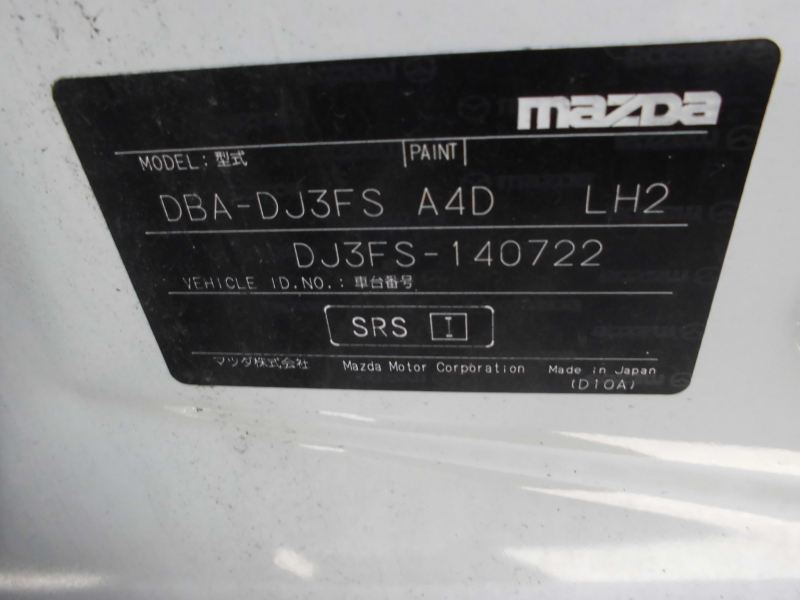 mazda
MODEL: 型式 PAINT
DBA-DJ3FS A4D LH2
DJ3FS-140722
VEHICLE ID.NO.: 車台番号
SRS I
マツダ株式会社 Mazda Motor Corporation Made in Japan
(D10A)